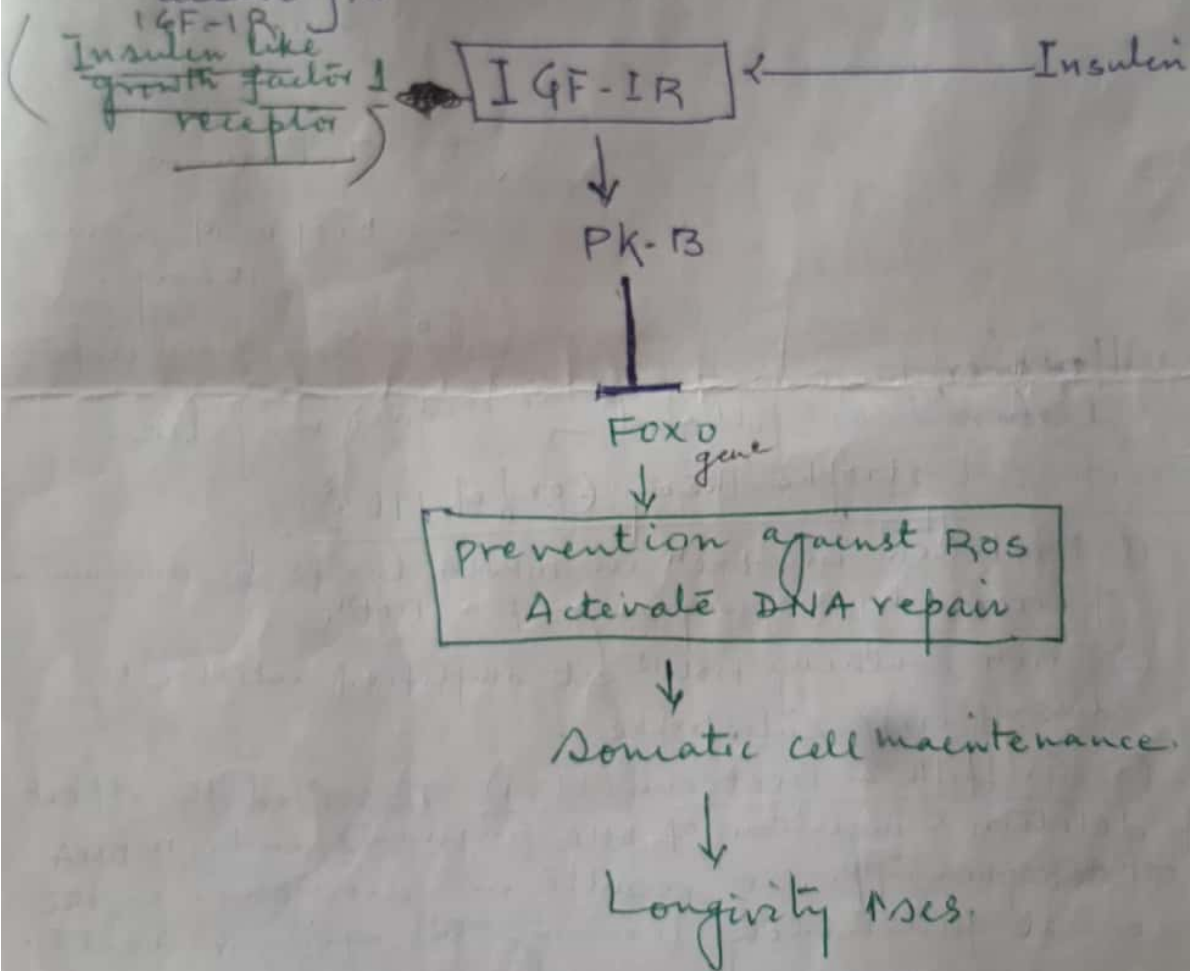 IGF-IR
(Insulin like
growth factor 1
receptor)
IGF-IR
Insulin
PK-B
Foxo
gene
prevention against ROS
Activate DNA repair
Somatic cell maintenance.
Longivity ↑ses.